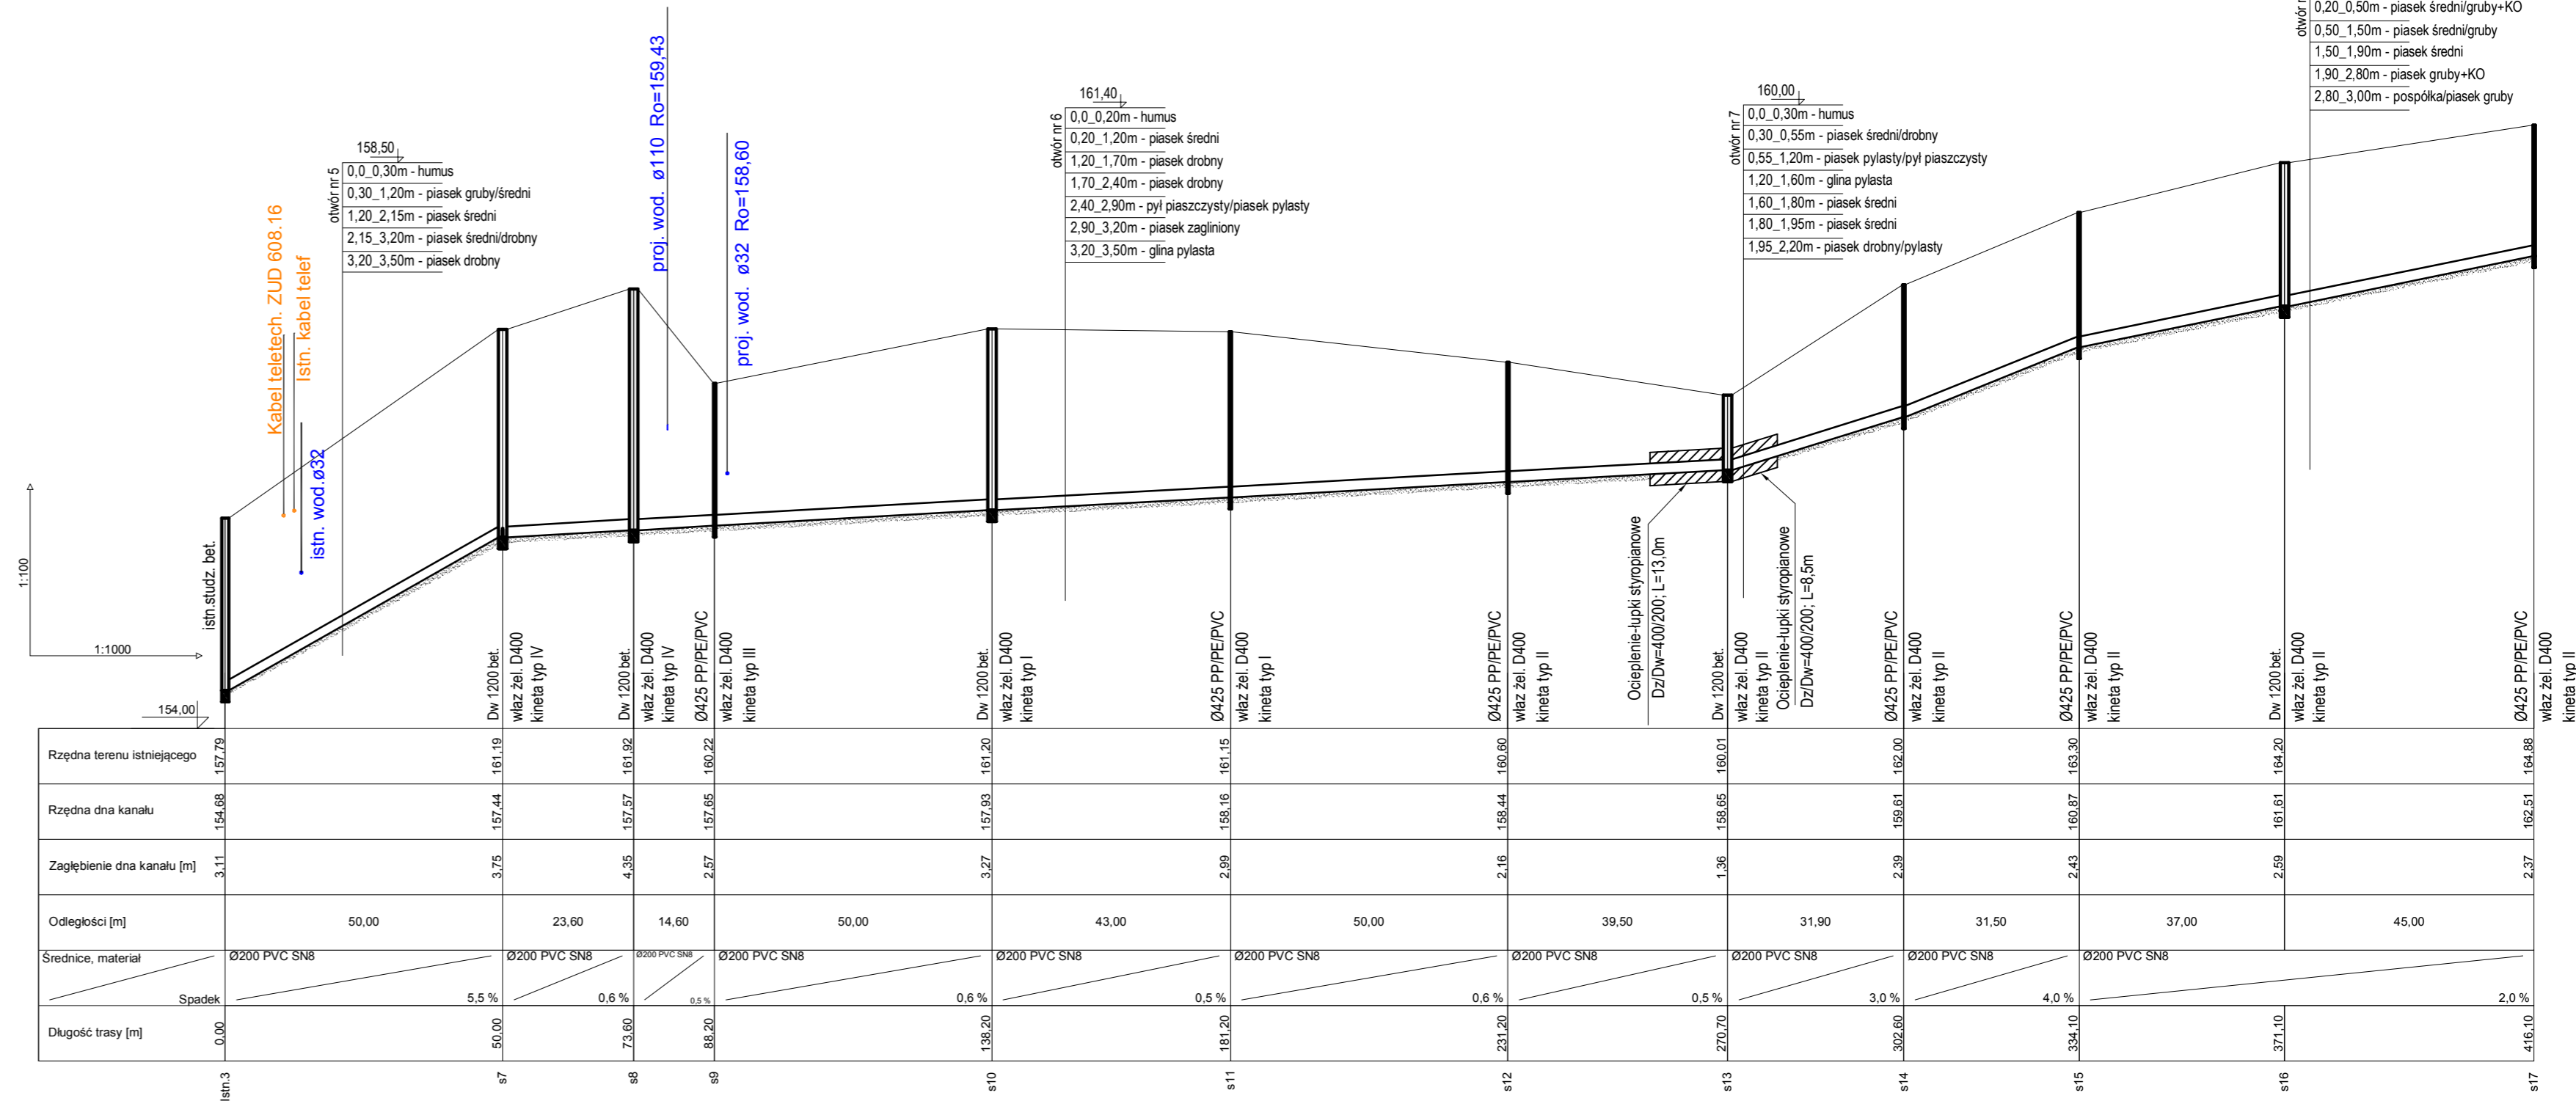 otwór n
0,20_0,50m - piasek średni/gruby+KO
0,50_1,50m - piasek średni/gruby
1,50_1,90m - piasek średni
1,90_2,80m - piasek gruby+KO
2,80_3,00m - pospółka/piasek gruby
158,50
otwór nr 5
0,0_0,30m - humus
0,30_1,20m - piasek gruby/średni
1,20_2,15m - piasek średni
2,15_3,20m - piasek średni/drobny
3,20_3,50m - piasek drobny
161,40
otwór nr 6
0,0_0,20m - humus
0,20_1,20m - piasek średni
1,20_1,70m - piasek drobny
1,70_2,40m - piasek drobny
2,40_2,90m - pył piaszczysty/piasek pylasty
2,90_3,20m - piasek zagliniony
3,20_3,50m - glina pylasta
160,00
otwór nr 7
0,0_0,30m - humus
0,30_0,55m - piasek średni/drobny
0,55_1,20m - piasek pylasty/pył piaszczysty
1,20_1,60m - glina pylasta
1,60_1,80m - piasek średni
1,80_1,95m - piasek średni
1,95_2,20m - piasek drobny/pylasty
Kabel teletech. ZUD 608.16
Istn. kabel telef
istn. wod.ø32
proj. wod. ø110 Ro=159,43
proj. wod. ø32 Ro=158,60
1:100
1:1000
154,00
istn.studz. bet.
Dw 1200 bet.
właz żel. D400
kineta typ IV
Dw 1200 bet.
właz żel. D400
kineta typ IV
Ø425 PP/PE/PVC
właz żel. D400
kineta typ III
Dw 1200 bet.
właz żel. D400
kineta typ I
Ø425 PP/PE/PVC
właz żel. D400
kineta typ I
Ø425 PP/PE/PVC
właz żel. D400
kineta typ II
Ocieplenie-łupki styropianowe
Dz/Dw=400/200; L=13,0m
Dw 1200 bet.
właz żel. D400
kineta typ II
Ocieplenie-łupki styropianowe
Dz/Dw=400/200; L=8,5m
Ø425 PP/PE/PVC
właz żel. D400
kineta typ II
Ø425 PP/PE/PVC
właz żel. D400
kineta typ II
Dw 1200 bet.
właz żel. D400
kineta typ II
Ø425 PP/PE/PVC
właz żel. D400
kineta typ II
Rzędna terenu istniejącego 157,79 161,19 161,92 160,22 161,20 161,15 160,60 160,01 162,00 163,30 164,20 164,88
Rzędna dna kanału 154,68 157,44 157,57 157,65 157,93 158,16 158,44 158,65 159,61 160,87 161,61 162,51
Zagłębienie dna kanału [m] 3,11 3,75 4,35 2,57 3,27 2,99 2,16 1,36 2,39 2,43 2,59 2,37
Odległości [m] 50,00 23,60 14,60 50,00 43,00 50,00 39,50 31,90 31,50 37,00 45,00
Średnice, materiał Ø200 PVC SN8 Ø200 PVC SN8 Ø200 PVC SN8 Ø200 PVC SN8 Ø200 PVC SN8 Ø200 PVC SN8 Ø200 PVC SN8 Ø200 PVC SN8 Ø200 PVC SN8 Ø200 PVC SN8
Spadek 5,5 % 0,6 % 0,5 % 0,6 % 0,5 % 0,6 % 0,5 % 3,0 % 4,0 % 2,0 %
Długość trasy [m] 0,00 50,00 73,60 88,20 138,20 181,20 231,20 270,70 302,60 334,10 371,10 416,10
Istn.3 s7 s8 s9 s10 s11 s12 s13 s14 s15 s16 s17